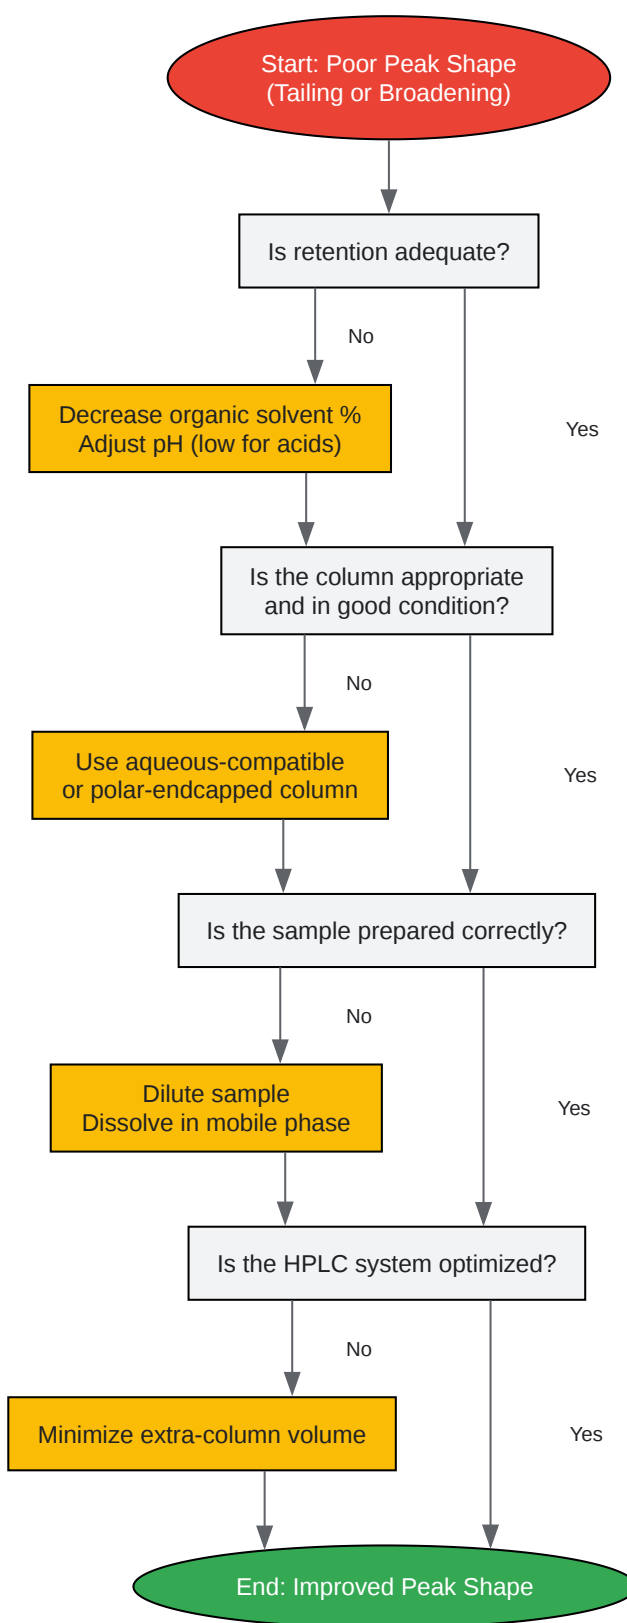 Start: Poor Peak Shape
(Tailing or Broadening)
Is retention adequate?
No
Decrease organic solvent %
Adjust pH (low for acids)
Yes
Is the column appropriate
and in good condition?
No
Use aqueous-compatible
or polar-endcapped column
Yes
Is the sample prepared correctly?
No
Dilute sample
Dissolve in mobile phase
Yes
Is the HPLC system optimized?
No
Minimize extra-column volume
Yes
End: Improved Peak Shape